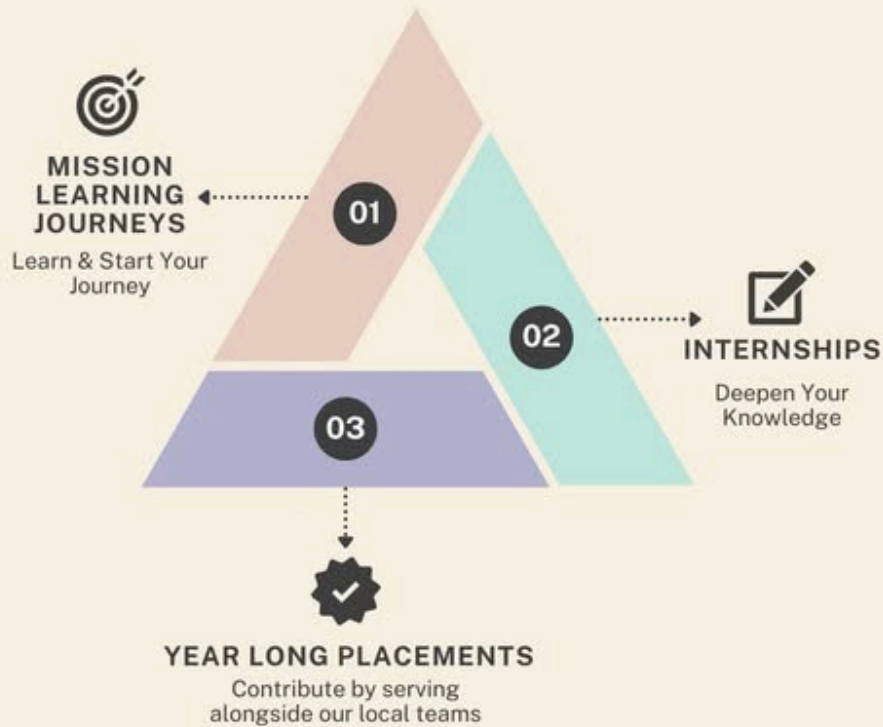 01
MISSION
LEARNING
JOURNEYS
Learn & Start Your
Journey
02
INTERNSHIPS
Deepen Your
Knowledge
03
YEAR LONG PLACEMENTS
Contribute by serving
alongside our local teams